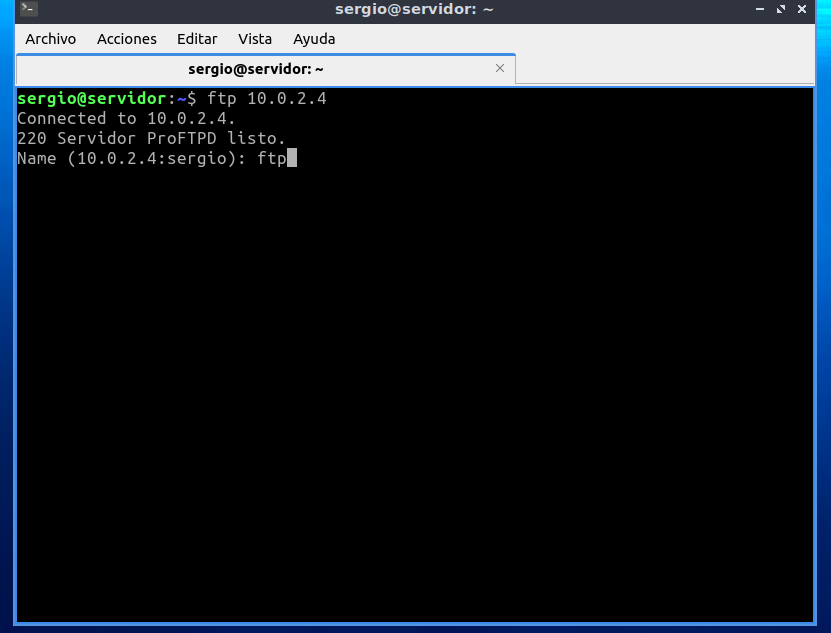 sergio@servidor: ~
Archivo Acciones Editar Vista Ayuda
sergio@servidor: ~
sergio@servidor:~$ ftp 10.0.2.4
Connected to 10.0.2.4.
220 Servidor ProFTPD listo.
Name (10.0.2.4:sergio): ftp